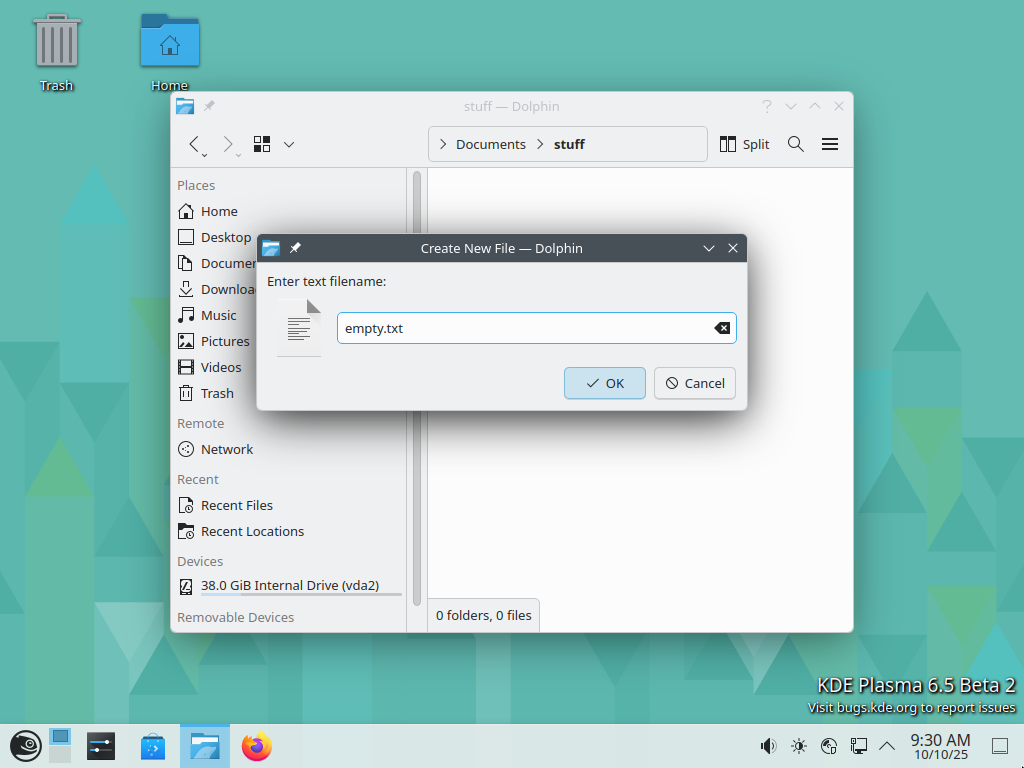 Trash
Home
stuff — Dolphin
Documents
stuff
Split
Places
Home
Desktop
Create New File — Dolphin
Enter text filename:
empty.txt
OK
Cancel
Music
Pictures
Videos
Trash
Remote
Network
Recent
Recent Files
Recent Locations
Devices
38.0 GiB Internal Drive (vda2)
Removable Devices
0 folders, 0 files
KDE Plasma 6.5 Beta 2
Visit bugs.kde.org to report issues
9:30 AM
10/10/25